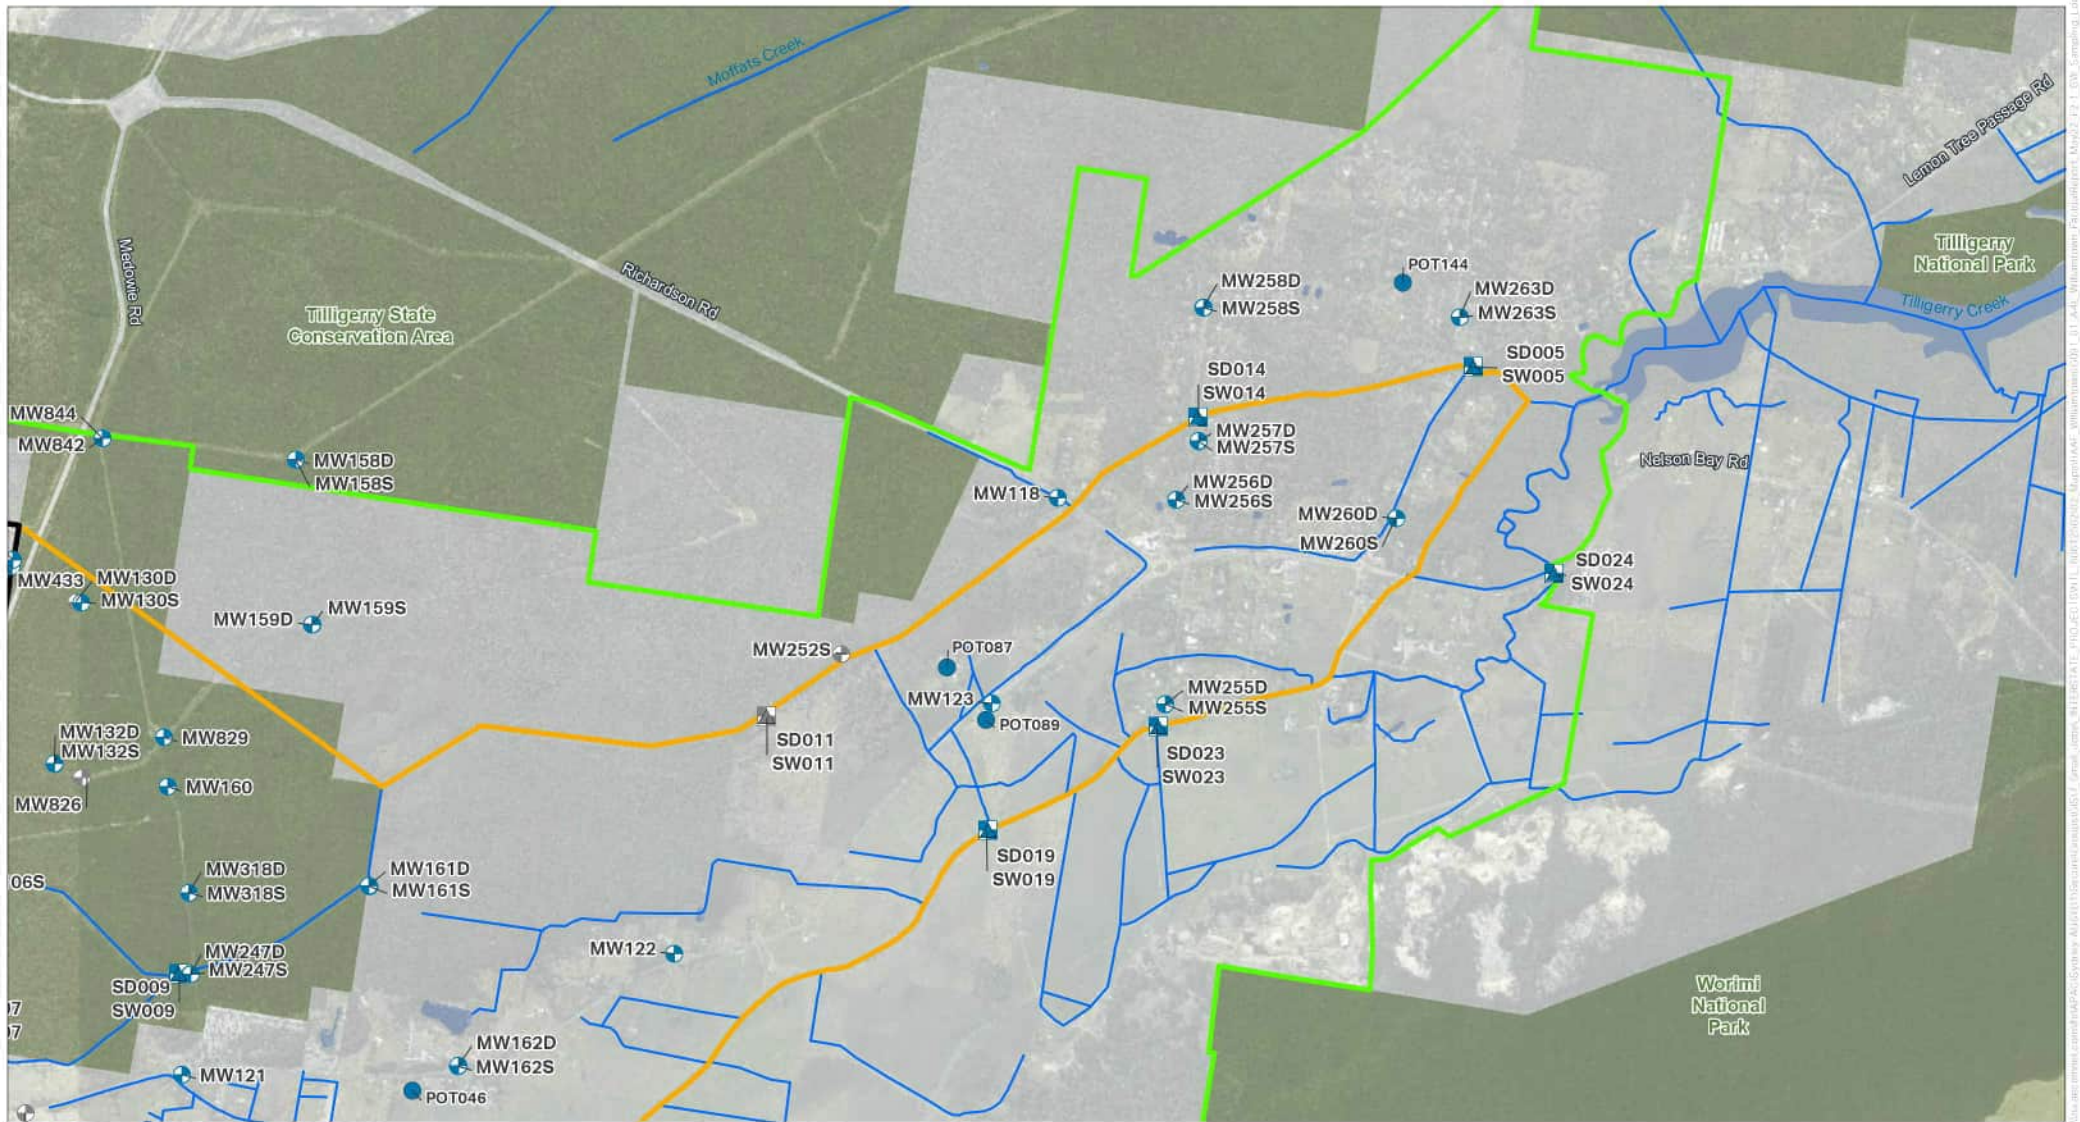 Moffats Creek
Lemon Tree Passage Rd
Medowie Rd
Richardson Rd
Tilligerry State
Conservation Area
Tilligerry
National Park
Tilligerry Creek
POT144
MW258D
MW258S
MW263D
MW263S
SD005
SW005
SD014
SW014
MW844
MW842
MW257D
MW257S
MW158D
MW158S
Nelson Bay Rd
MW118
MW256D
MW256S
MW260D
MW260S
SD024
SW024
MW433
MW130D
MW130S
MW159D
MW159S
MW252S
POT087
MW123
POT089
MW255D
MW255S
MW132D
MW132S
MW829
SD011
SW011
SD023
SW023
MW160
MW826
SD019
SW019
MW318D
MW318S
06S
MW161D
MW161S
MW122
MW247D
MW247S
SD009
SW009
Worimi
National
Park
MW162D
MW162S
MW121
POT046